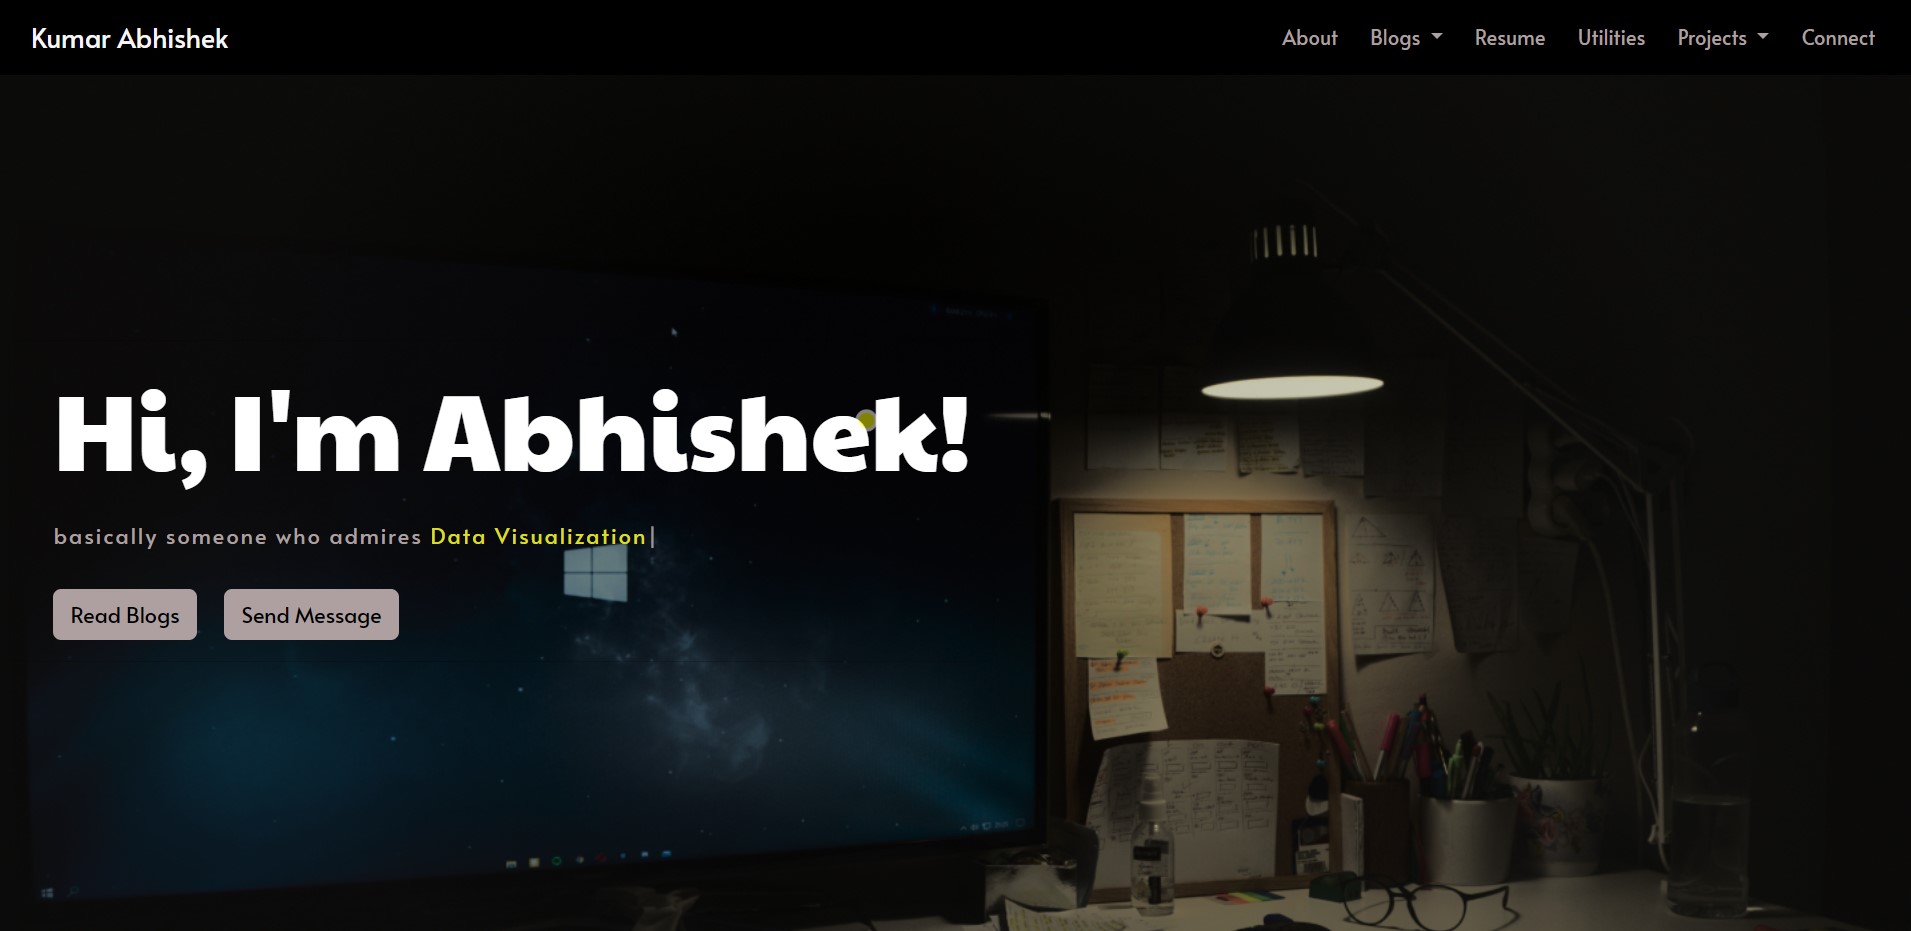 Kumar Abhishek
About Blogs Resume Utilities Projects Connect
Hi, I'm Abhishek!
basically someone who admires Data Visualization
Read Blogs Send Message